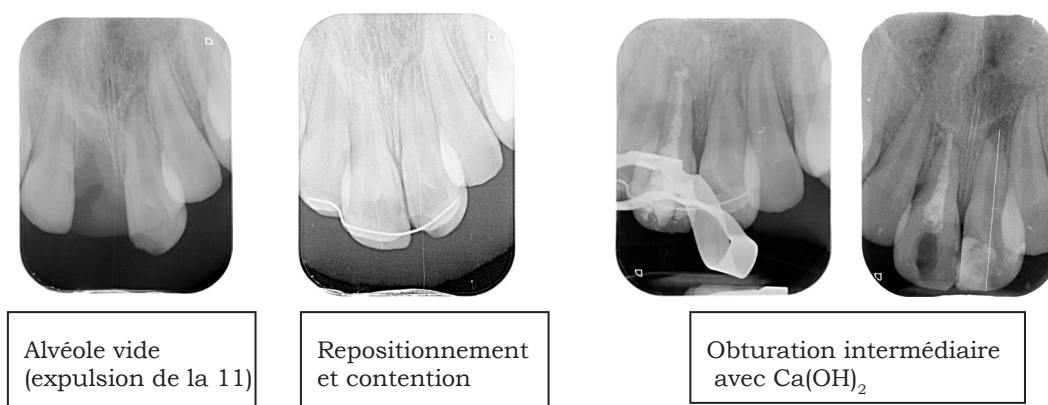 Alvéole vide
(expulsion de la 11)
Repositionnement
et contention
Obturation intermédiaire
avec Ca(OH)₂